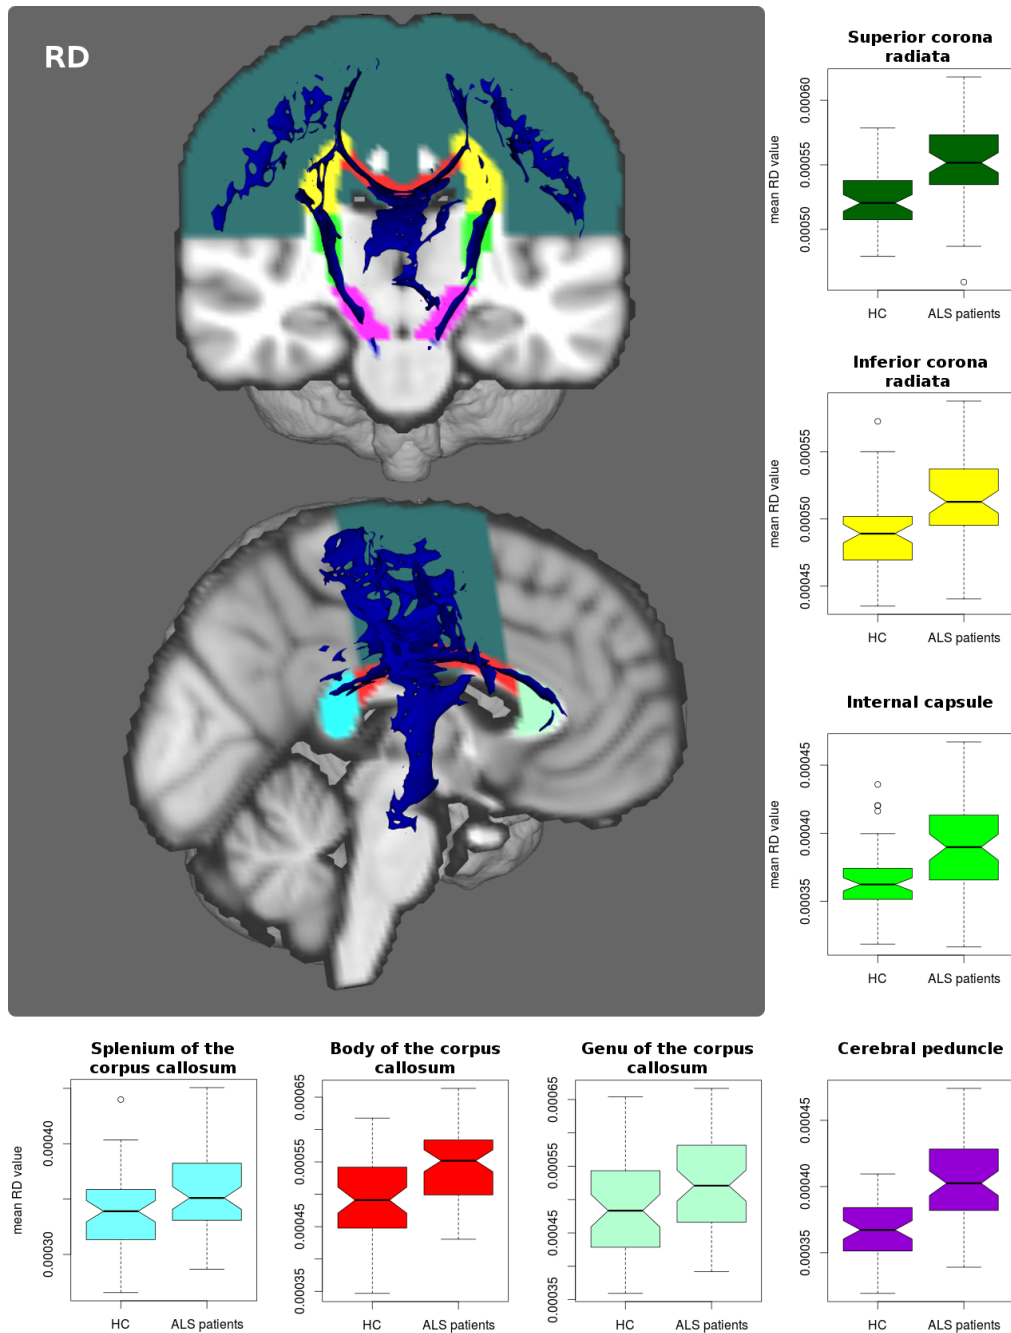 RD
Superior corona
radiata
mean RD value
0.00060
0.00055
0.00050
HC
ALS patients
Inferior corona
radiata
mean RD value
0.00055
0.00050
0.00045
HC
ALS patients
Internal capsule
mean RD value
0.00045
0.00040
0.00035
HC
ALS patients
Splenium of the
corpus callosum
mean RD value
0.00040
0.00030
HC
ALS patients
Body of the corpus
callosum
0.00065
0.00055
0.00045
0.00035
HC
ALS patients
Genu of the corpus
callosum
0.00065
0.00055
0.00045
0.00035
HC
ALS patients
Cerebral peduncle
0.00045
0.00040
0.00035
HC
ALS patients